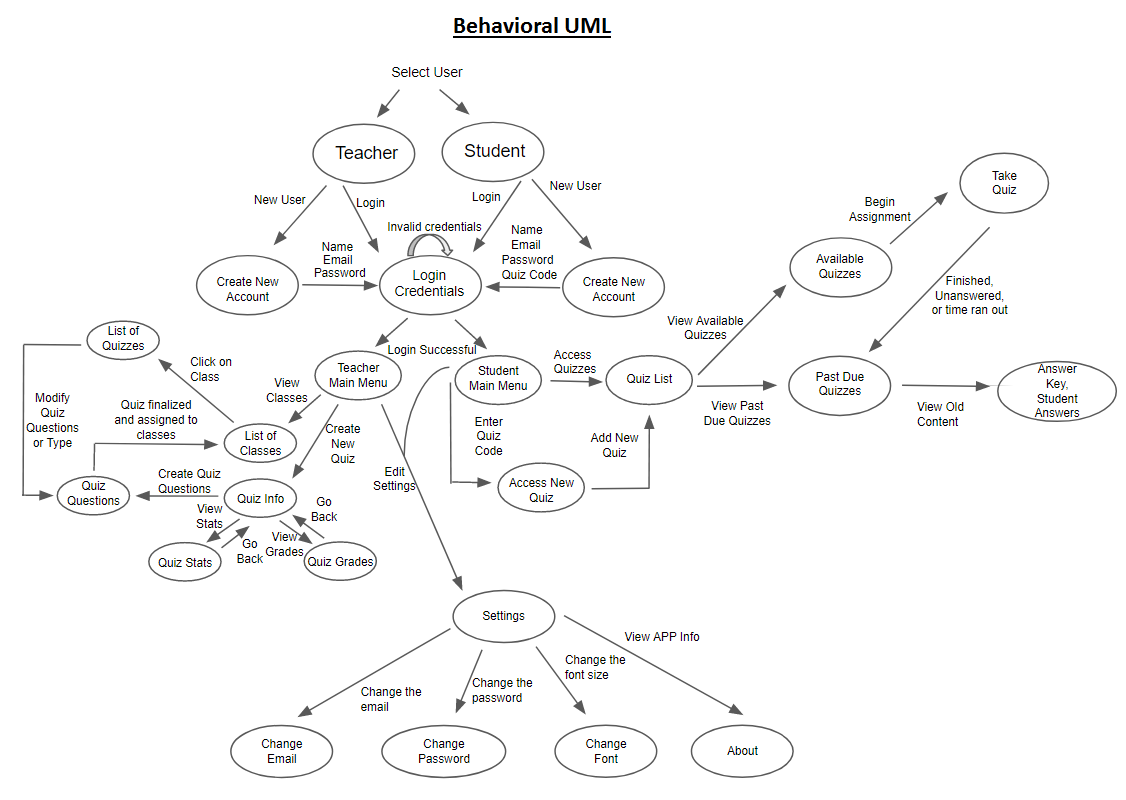 Behavioral UML
Select User
Teacher
Student
New User
Login
Login
New User
Invalid credentials
Name
Email
Password
Name
Email
Password
Quiz Code
Create New
Account
Login
Credentials
Create New
Account
Take
Quiz
Begin
Assignment
Available
Quizzes
Finished,
Unanswered,
or time ran out
View Available
Quizzes
List of
Quizzes
Click on
Class
Login Successful
Teacher
Main Menu
Student
Main Menu
Access
Quizzes
Quiz List
View Past
Due Quizzes
Past Due
Quizzes
View Old
Content
Answer
Key,
Student
Answers
View
Classes
Modify
Quiz
Questions
or Type
Quiz finalized
and assigned to
classes
List of
Classes
Create
New
Quiz
Enter
Quiz
Code
Add New
Quiz
Edit
Settings
Access New
Quiz
Create Quiz
Questions
Quiz
Questions
Quiz Info
View
Stats
Go
Back
Go
Back
View
Grades
Quiz Stats
Quiz Grades
Settings
View APP Info
Change the
font size
Change the
password
Change the
email
Change
Email
Change
Password
Change
Font
About